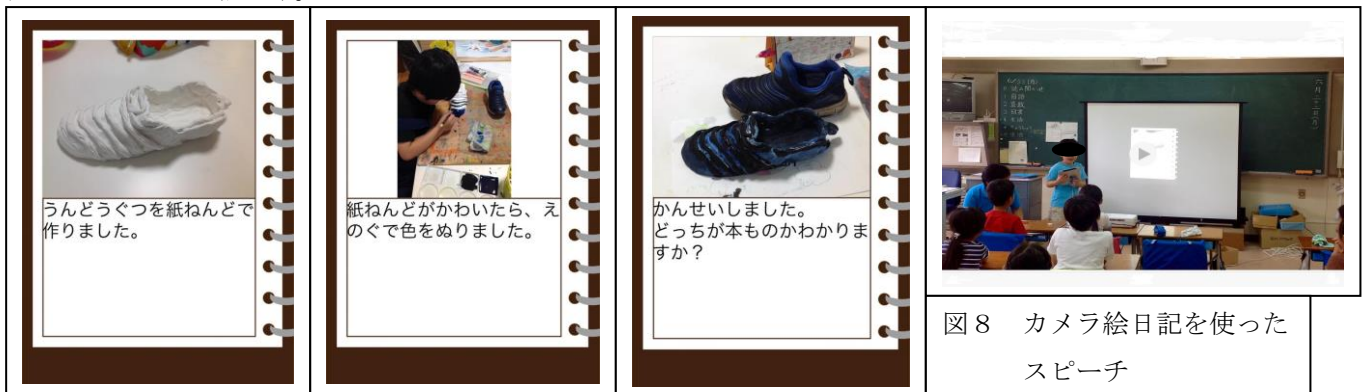 うんどうぐつを紙ねんどで
作りました。
紙ねんどがかわいたら、え
のぐで色をぬりました。
かんせいしました。
どっちが本ものかわかりま
すか？
図８　カメラ絵日記を使った
スピーチ